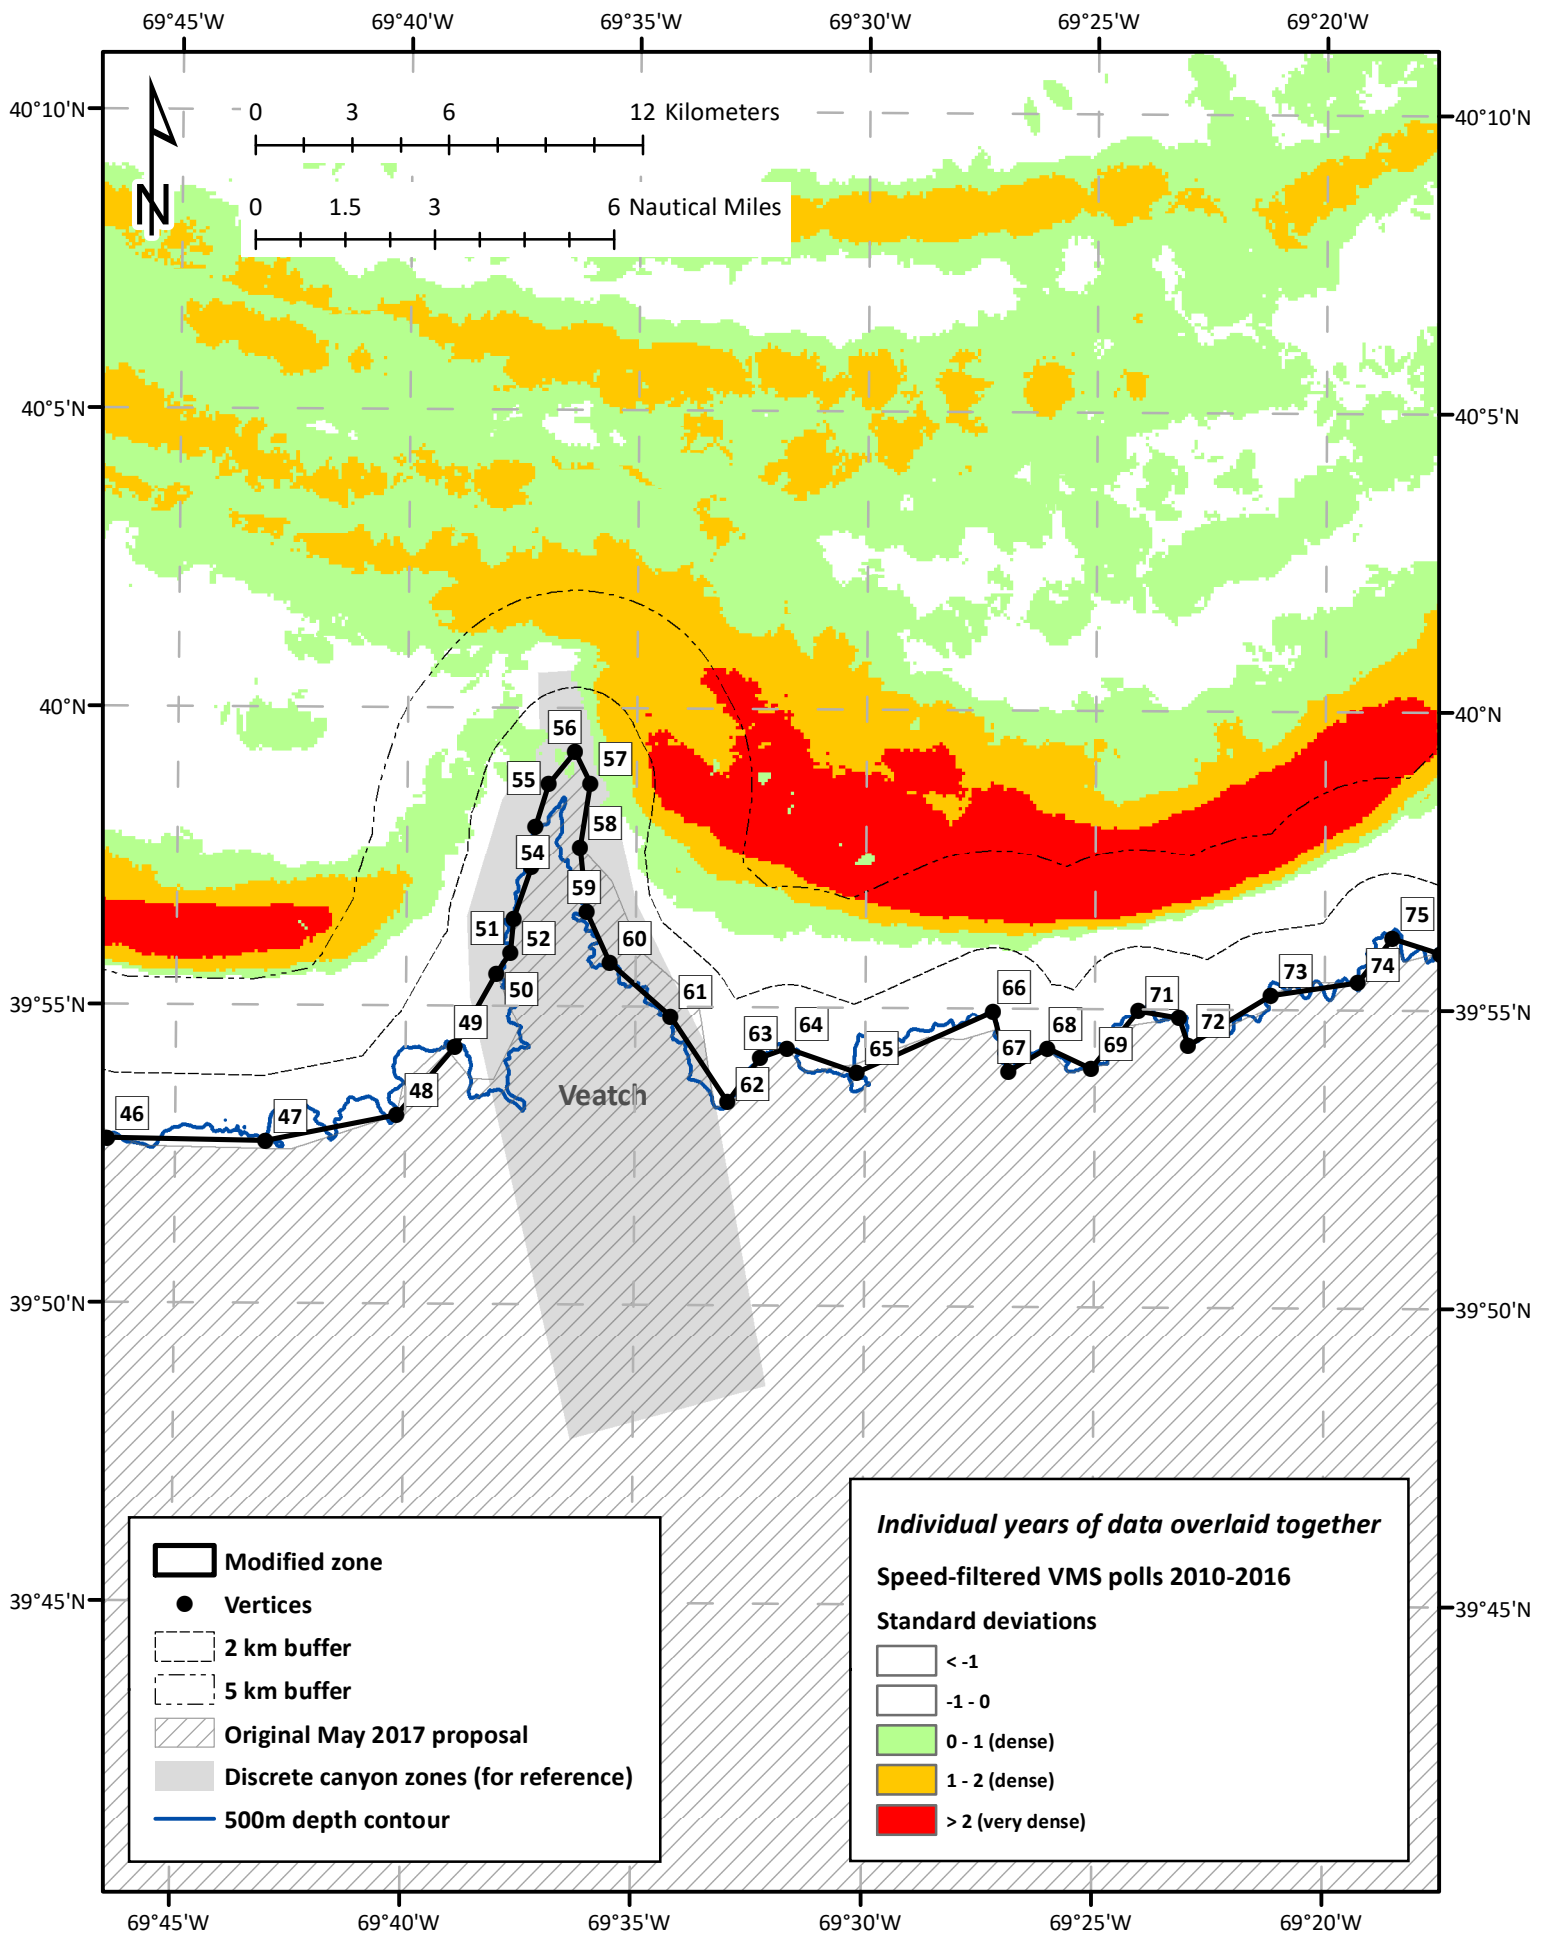 69°45'W 69°40'W 69°35'W 69°30'W 69°25'W 69°20'W
40°10'N 40°10'N
0 3 6 12 Kilometers
N
0 1.5 3 6 Nautical Miles
40°5'N 40°5'N
40°N 40°N
56
57
55
58
54
59
51 52 60
50
61
49
48
46 47
62
63 64
65
66
67 68
69
71
72
73
74
75
39°55'N 39°55'N
Veatch
39°50'N 39°50'N
39°45'N 39°45'N
Modified zone
Vertices
2 km buffer
5 km buffer
Original May 2017 proposal
Discrete canyon zones (for reference)
500m depth contour
Individual years of data overlaid together
Speed-filtered VMS polls 2010-2016
Standard deviations
< -1
-1 - 0
0 - 1 (dense)
1 - 2 (dense)
> 2 (very dense)
69°45'W 69°40'W 69°35'W 69°30'W 69°25'W 69°20'W